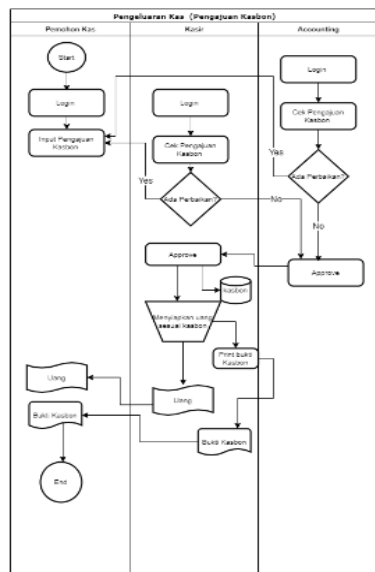 Pengeluaran Kas (Pengajuan Kasbon)
Pemohon Kas
Kasir
Accounting
Start
Login
Login
Login
Input Pengajuan
Kasbon
Cek Pengajuan
Kasbon
Cek Pengajuan
Kasbon
Yes
Yes
Ada Perbaikan?
Ada Perbaikan?
No
No
Approve
Approve
kasbon
Menyiapkan uang
sesuai kasbon
Print bukti
Kasbon
Uang
Uang
Bukti Kasbon
Bukti Kasbon
End